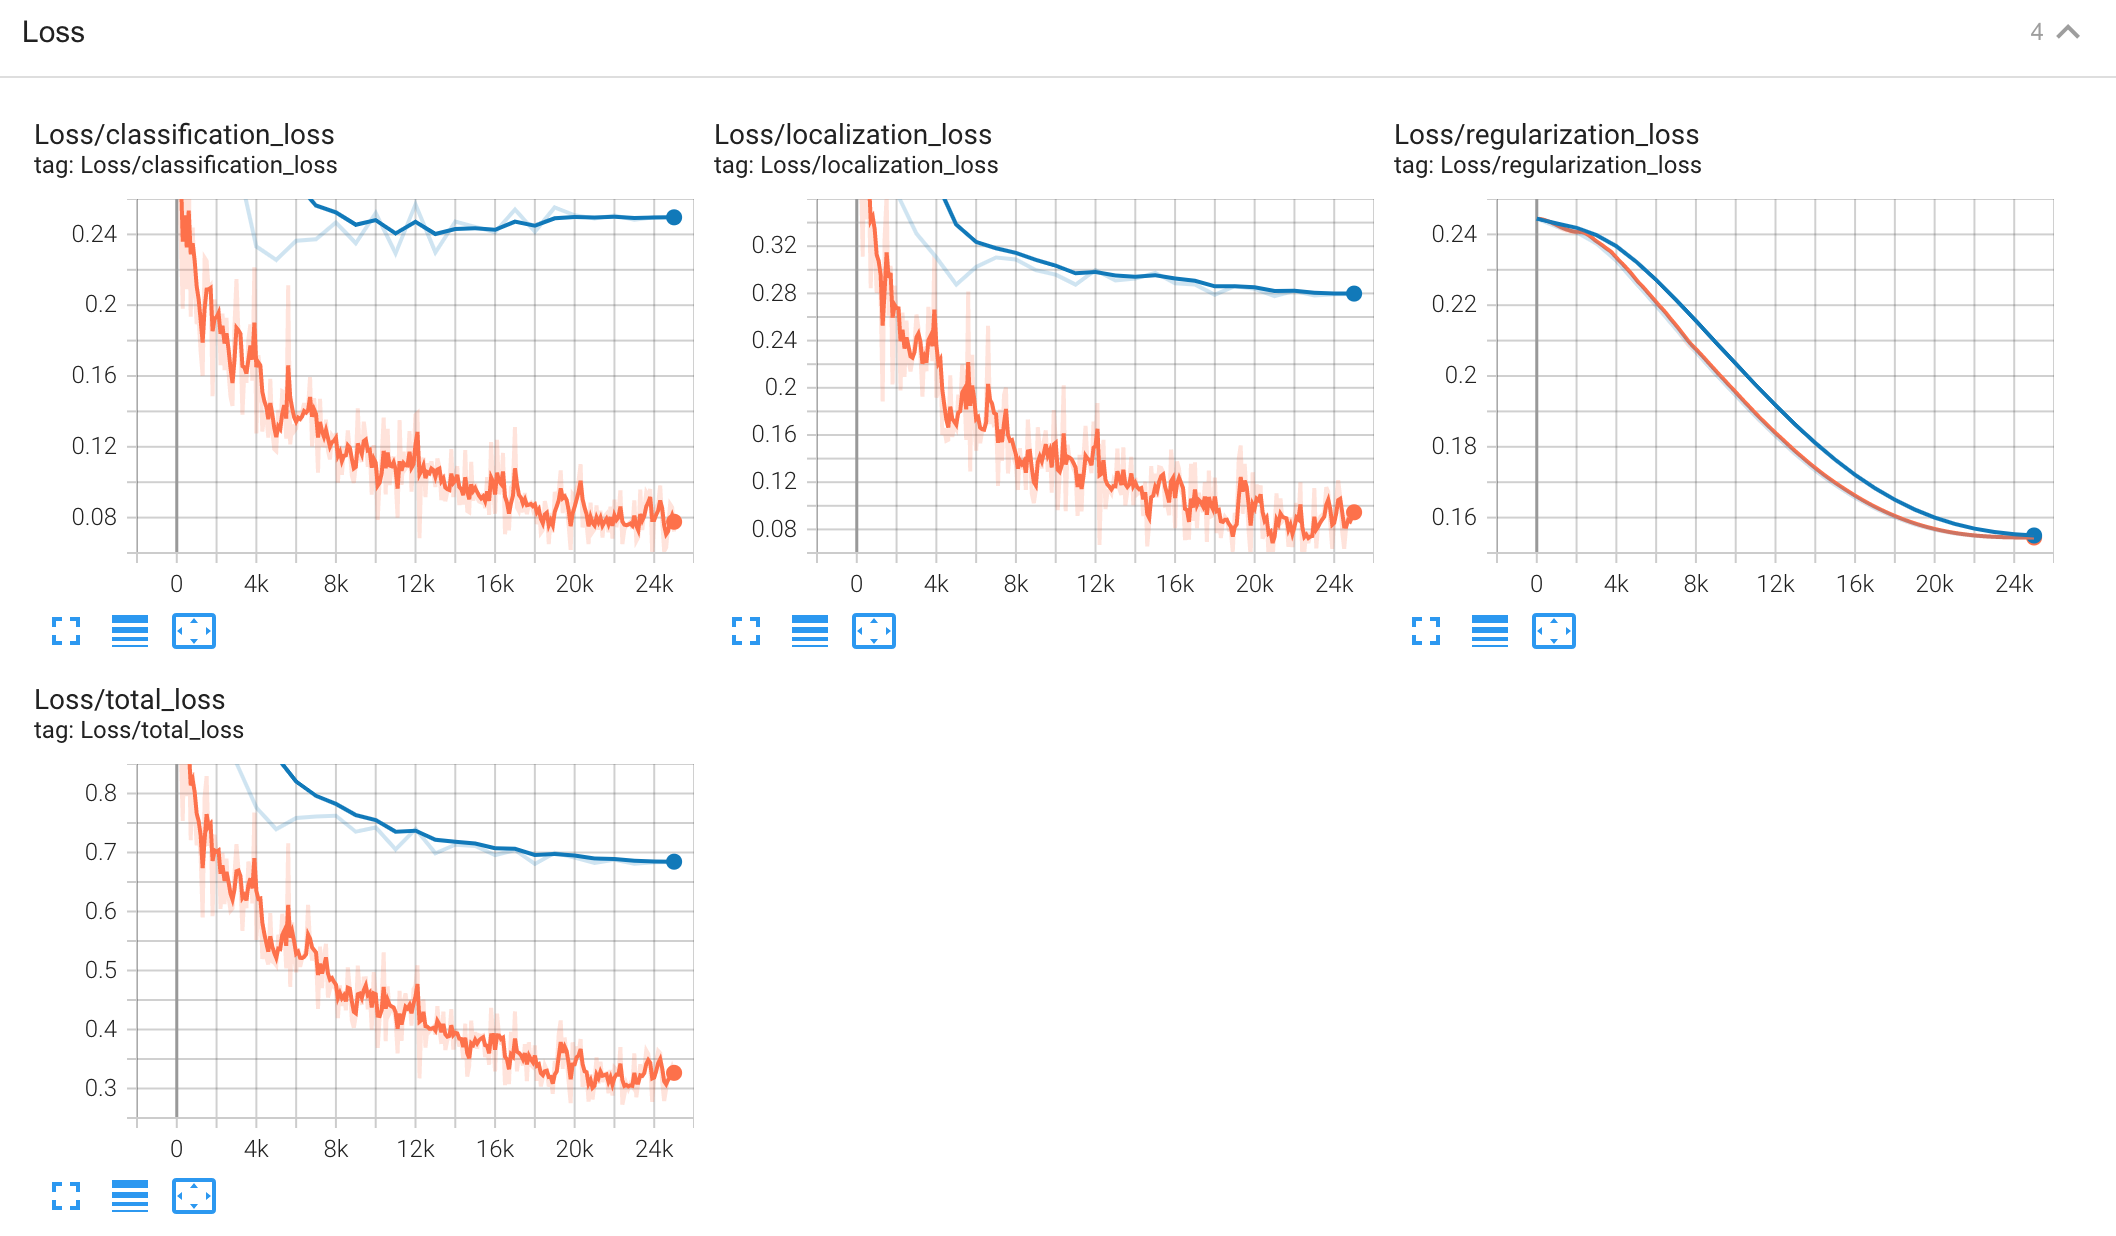 Loss
4
Loss/classification_loss
tag: Loss/classification_loss
0.24
0.2
0.16
0.12
0.08
0 4k 8k 12k 16k 20k 24k
Loss/localization_loss
tag: Loss/localization_loss
0.32
0.28
0.24
0.2
0.16
0.12
0.08
0 4k 8k 12k 16k 20k 24k
Loss/regularization_loss
tag: Loss/regularization_loss
0.24
0.22
0.2
0.18
0.16
0 4k 8k 12k 16k 20k 24k
Loss/total_loss
tag: Loss/total_loss
0.8
0.7
0.6
0.5
0.4
0.3
0 4k 8k 12k 16k 20k 24k